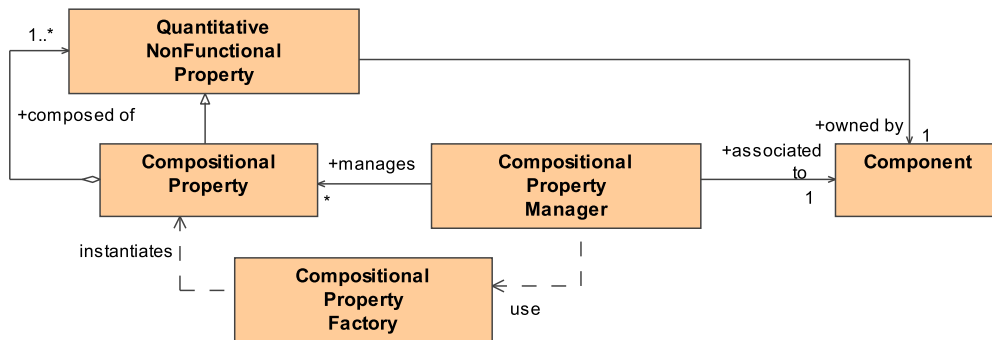 Quantitative
NonFunctional
Property
1..*
+composed of
+owned by
1
Compositional
Property
+manages
*
Compositional
Property
Manager
+associated
to
1
Component
instantiates
Compositional
Property
Factory
use